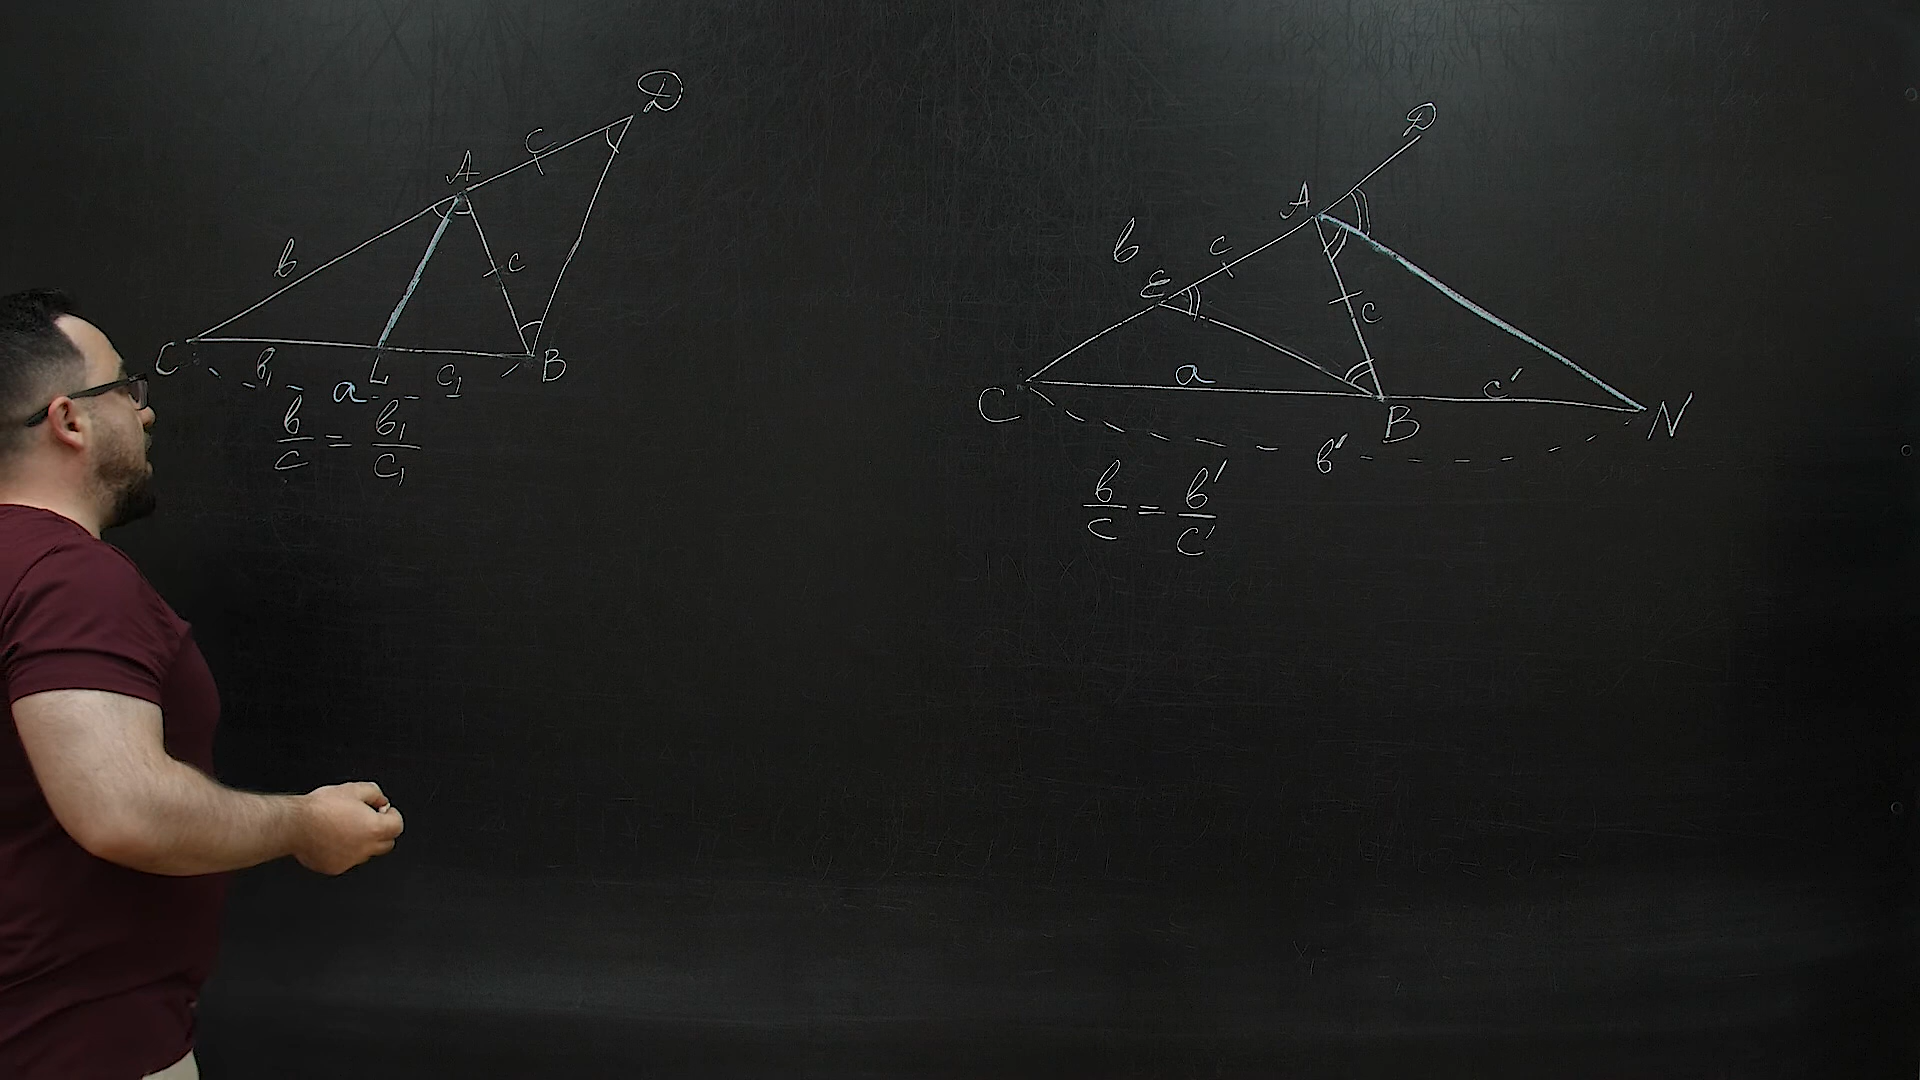 D
c
A
b
c
C
b₁
a
L
c₁
B
b/c = b₁/c₁
D
A
b
c
E
c
a
c'
C
B
N
b'
b/c = b'/c'